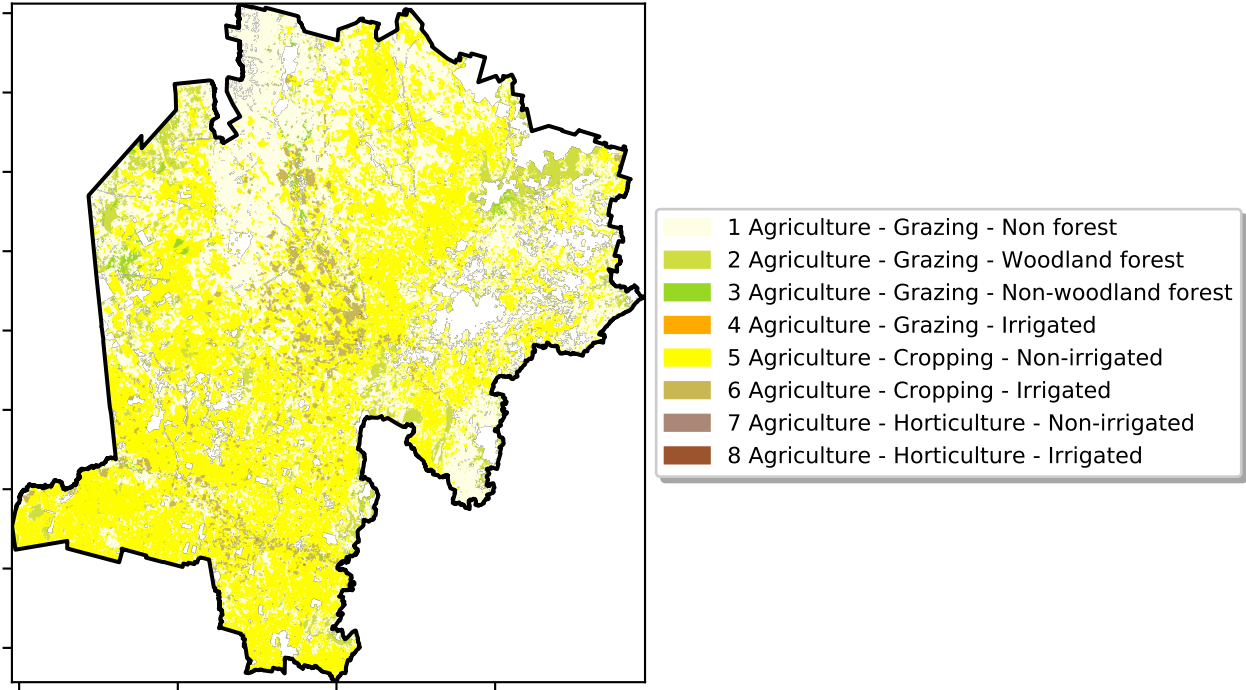 1 Agriculture - Grazing - Non forest
2 Agriculture - Grazing - Woodland forest
3 Agriculture - Grazing - Non-woodland forest
4 Agriculture - Grazing - Irrigated
5 Agriculture - Cropping - Non-irrigated
6 Agriculture - Cropping - Irrigated
7 Agriculture - Horticulture - Non-irrigated
8 Agriculture - Horticulture - Irrigated